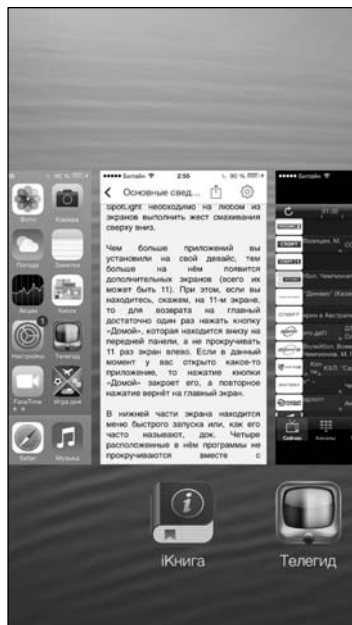 90 %
Билайн
2:55
90 %
Билайн
Основные свед...
Фото
Камера
Погода
Заметки
Акции
Киоск
Настройки
1
Телегид
FaceTime
Игра дня
Safari
Музыка
SpotLight необходимо на любом из
экранов выполнить жест смахивания
сверху вниз.
Чем больше приложений вы
установили на свой девайс, тем
больше на нём появится
дополнительных экранов (всего их
может быть 11). При этом, если вы
находитесь, скажем, на 11-м экране,
то для возврата на главный
достаточно один раз нажать кнопку
«Домой», которая находится внизу на
передней панели, а не прокручивать
11 раз экран влево. Если в данный
момент у вас открыто какое-то
приложение, то нажатие кнопки
«Домой» закроет его, а повторное
нажатие вернёт на главный экран.
В нижней части экрана находится
меню быстрого запуска или, как его
часто называют, док. Четыре
расположенные в нём программы не
прокручиваются вместе с
СПОРТ
СПОРТ
Сейчас
Каналы
iКнига
Телегид